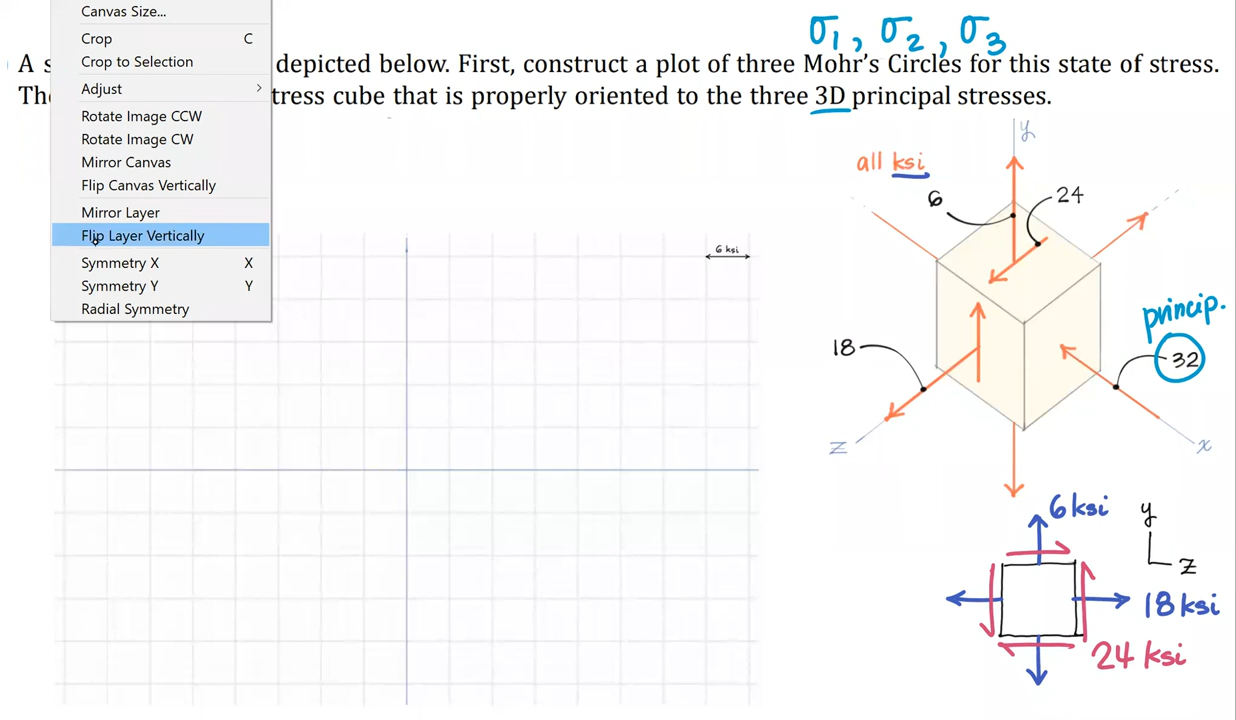 Canvas Size...
Crop C
Crop to Selection
Adjust
Rotate Image CCW
Rotate Image CW
Mirror Canvas
Flip Canvas Vertically
Mirror Layer
Flip Layer Vertically
Symmetry X X
Symmetry Y Y
Radial Symmetry
σ1, σ2, σ3
A s depicted below. First, construct a plot of three Mohr's Circles for this state of stress.
The tress cube that is properly oriented to the three 3D principal stresses.
y
all ksi
6
24
6 ksi
princip.
18
32
z
x
6 ksi
y
z
18 ksi
24 ksi